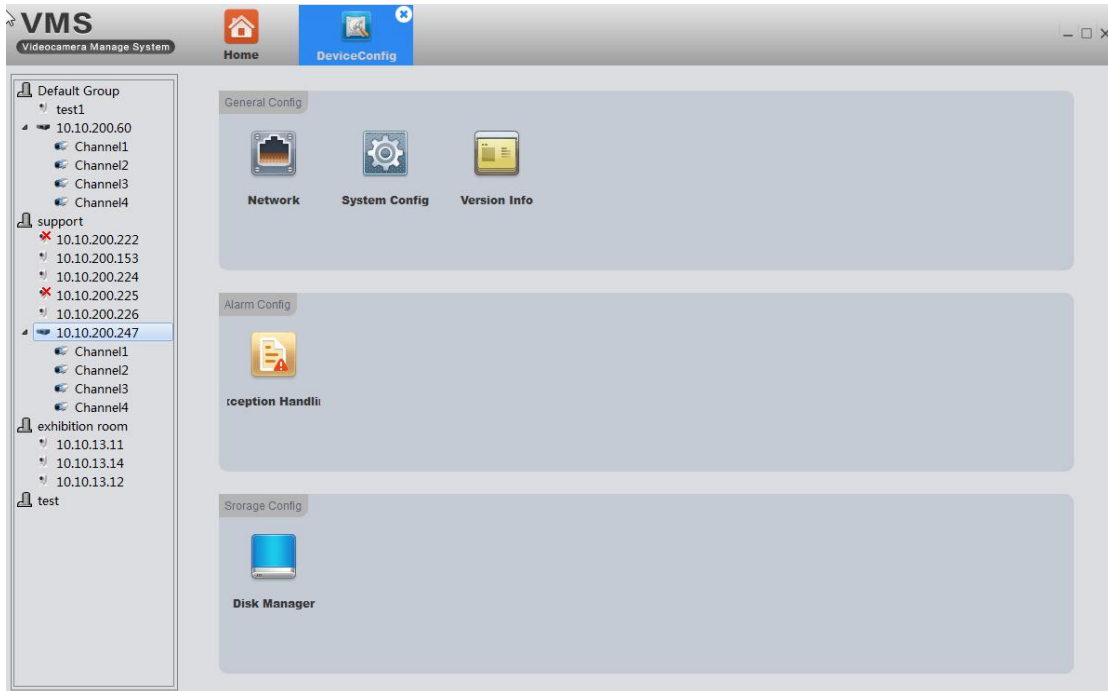 VMS
Videocamera Manage System
Home
DeviceConfig
Default Group
test1
10.10.200.60
Channel1
Channel2
Channel3
Channel4
support
10.10.200.222
10.10.200.153
10.10.200.224
10.10.200.225
10.10.200.226
10.10.200.247
Channel1
Channel2
Channel3
Channel4
exhibition room
10.10.13.11
10.10.13.14
10.10.13.12
test
General Config
Network System Config Version Info
Alarm Config
xception Handli
Srorage Config
Disk Manager